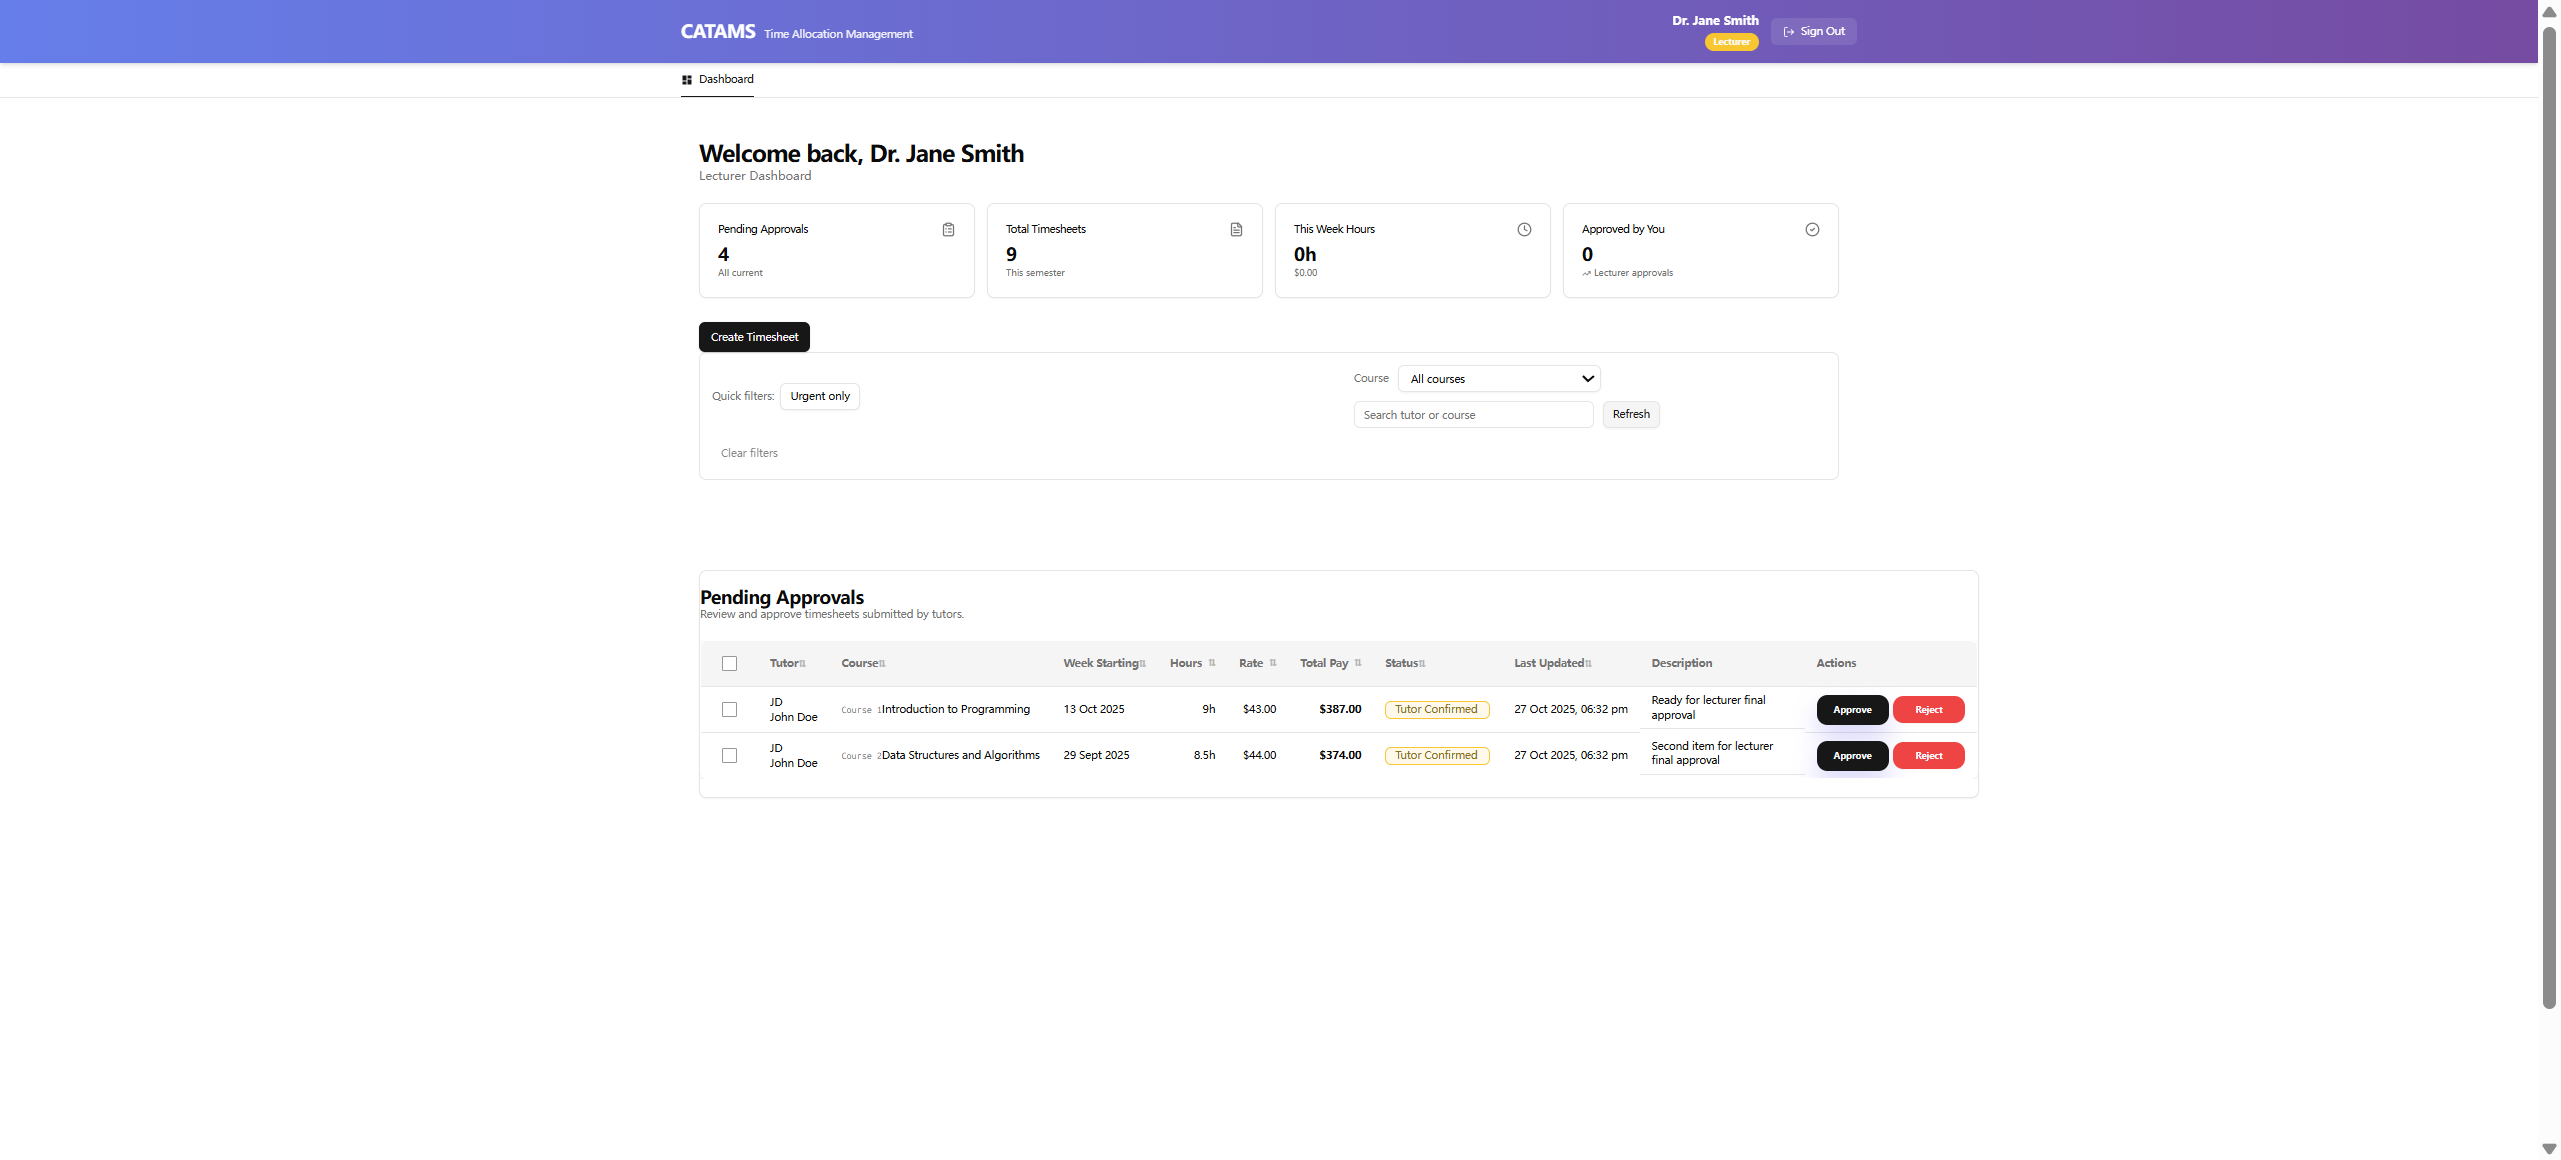 CATAMS Time Allocation Management
Dr. Jane Smith
Lecturer
Sign Out
Dashboard
Welcome back, Dr. Jane Smith
Lecturer Dashboard
Pending Approvals
4
All current
Total Timesheets
9
This semester
This Week Hours
0h
$0.00
Approved by You
0
Lecturer approvals
Create Timesheet
Quick filters: Urgent only
Course All courses
Search tutor or course Refresh
Clear filters
Pending Approvals
Review and approve timesheets submitted by tutors.
Tutor Course Week Starting Hours Rate Total Pay Status Last Updated Description Actions
JD
John Doe
Course 1 Introduction to Programming 13 Oct 2025 9h $43.00 $387.00 Tutor Confirmed 27 Oct 2025, 06:32 pm
Ready for lecturer final
approval
Approve Reject
JD
John Doe
Course 2 Data Structures and Algorithms 29 Sept 2025 8.5h $44.00 $374.00 Tutor Confirmed 27 Oct 2025, 06:32 pm
Second item for lecturer
final approval
Approve Reject